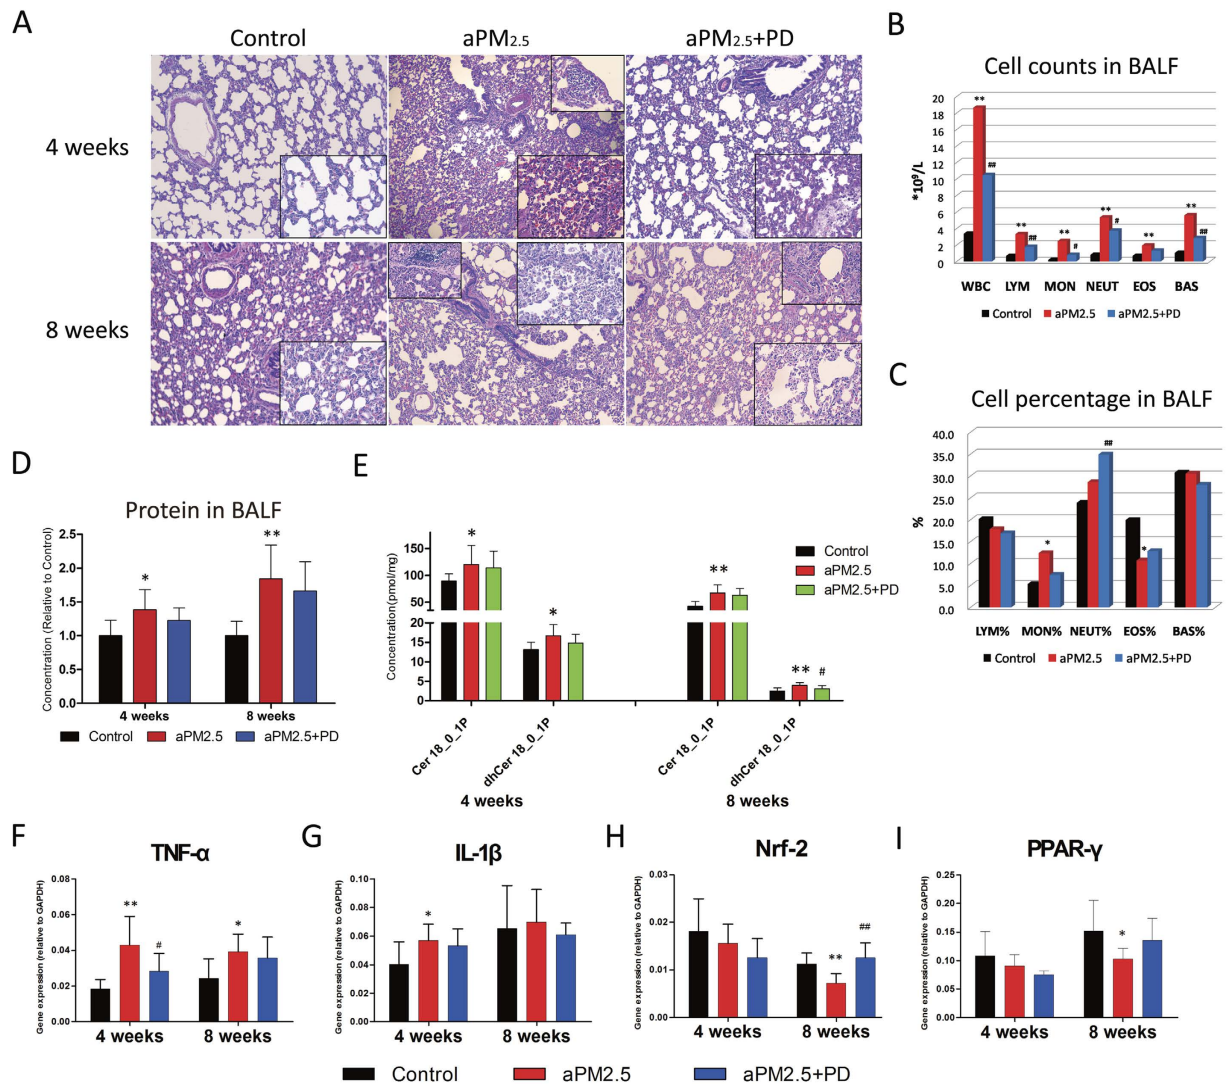 A
Control
aPM2.5
aPM2.5+PD
4 weeks
8 weeks
B
Cell counts in BALF
*10⁹/L
20
18
16
14
12
10
8
6
4
2
0
**
##
**
##
**
#
**
#
**
**
##
WBC LYM MON NEUT EOS BAS
Control aPM2.5 aPM2.5+PD
C
Cell percentage in BALF
%
40.0
35.0
30.0
25.0
20.0
15.0
10.0
5.0
0.0
*
##
*
LYM% MON% NEUT% EOS% BAS%
Control aPM2.5 aPM2.5+PD
D
Protein in BALF
Concentration (Relative to Control)
2.5
2.0
1.5
1.0
0.5
0.0
*
**
4 weeks 8 weeks
Control aPM2.5 aPM2.5+PD
E
Concentration(pmol/mg)
150
100
50
20
15
10
5
0
*
*
**
**
#
Control
aPM2.5
aPM2.5+PD
Cer 18_0_1P
dhCer 18_0_1P
Cer 18_0_1P
dhCer 18_0_1P
4 weeks 8 weeks
F
TNF-α
Gene expression (relative to GAPDH)
0.08
0.06
0.04
0.02
0.00
**
#
*
4 weeks 8 weeks
G
IL-1β
Gene expression (relative to GAPDH)
0.10
0.08
0.06
0.04
0.02
0.00
*
4 weeks 8 weeks
H
Nrf-2
Gene expression (relative to GAPDH)
0.03
0.02
0.01
0.00
**
##
4 weeks 8 weeks
I
PPAR-γ
Gene expression (relative to GAPDH)
0.25
0.20
0.15
0.10
0.05
0.00
*
4 weeks 8 weeks
Control aPM2.5 aPM2.5+PD